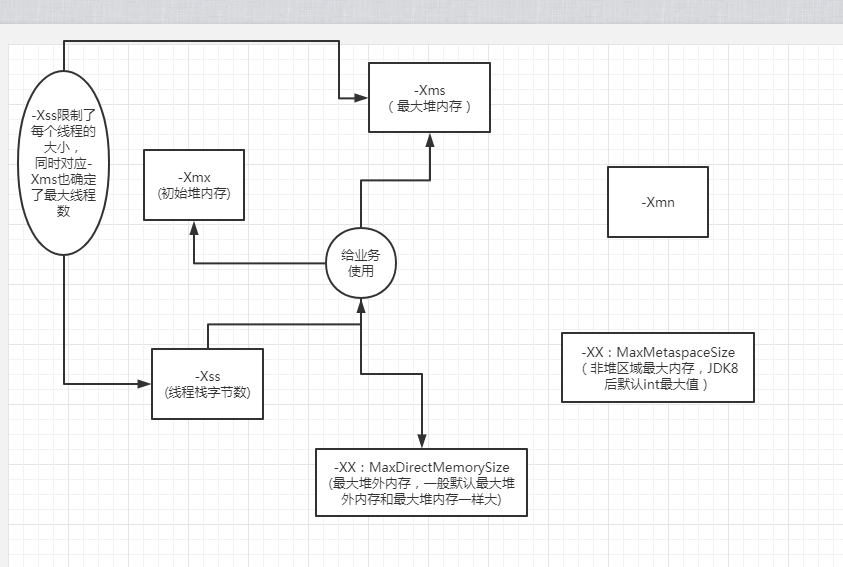 -Xss限制了
每个线程的
大小，
同时对应-
Xms也确定
了最大线程
数
-Xms
（最大堆内存）
-Xmx
(初始堆内存)
-Xmn
给业务
使用
-XX：MaxMetaspaceSize
（非堆区域最大内存，JDK8
后默认int最大值）
-Xss
(线程栈字节数)
-XX：MaxDirectMemorySize
(最大堆外内存，一般默认最大堆
外内存和最大堆内存一样大)